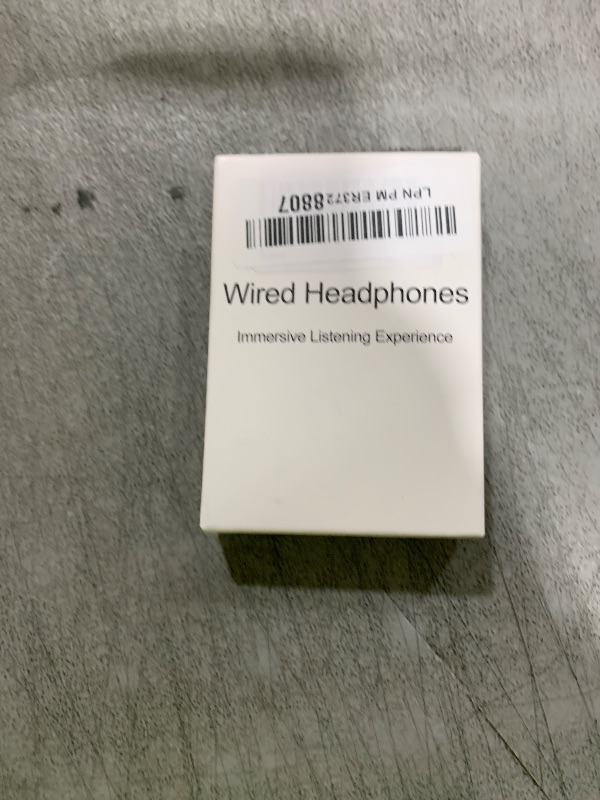 LPN PM ER3728807
Wired Headphones
Immersive Listening Experience